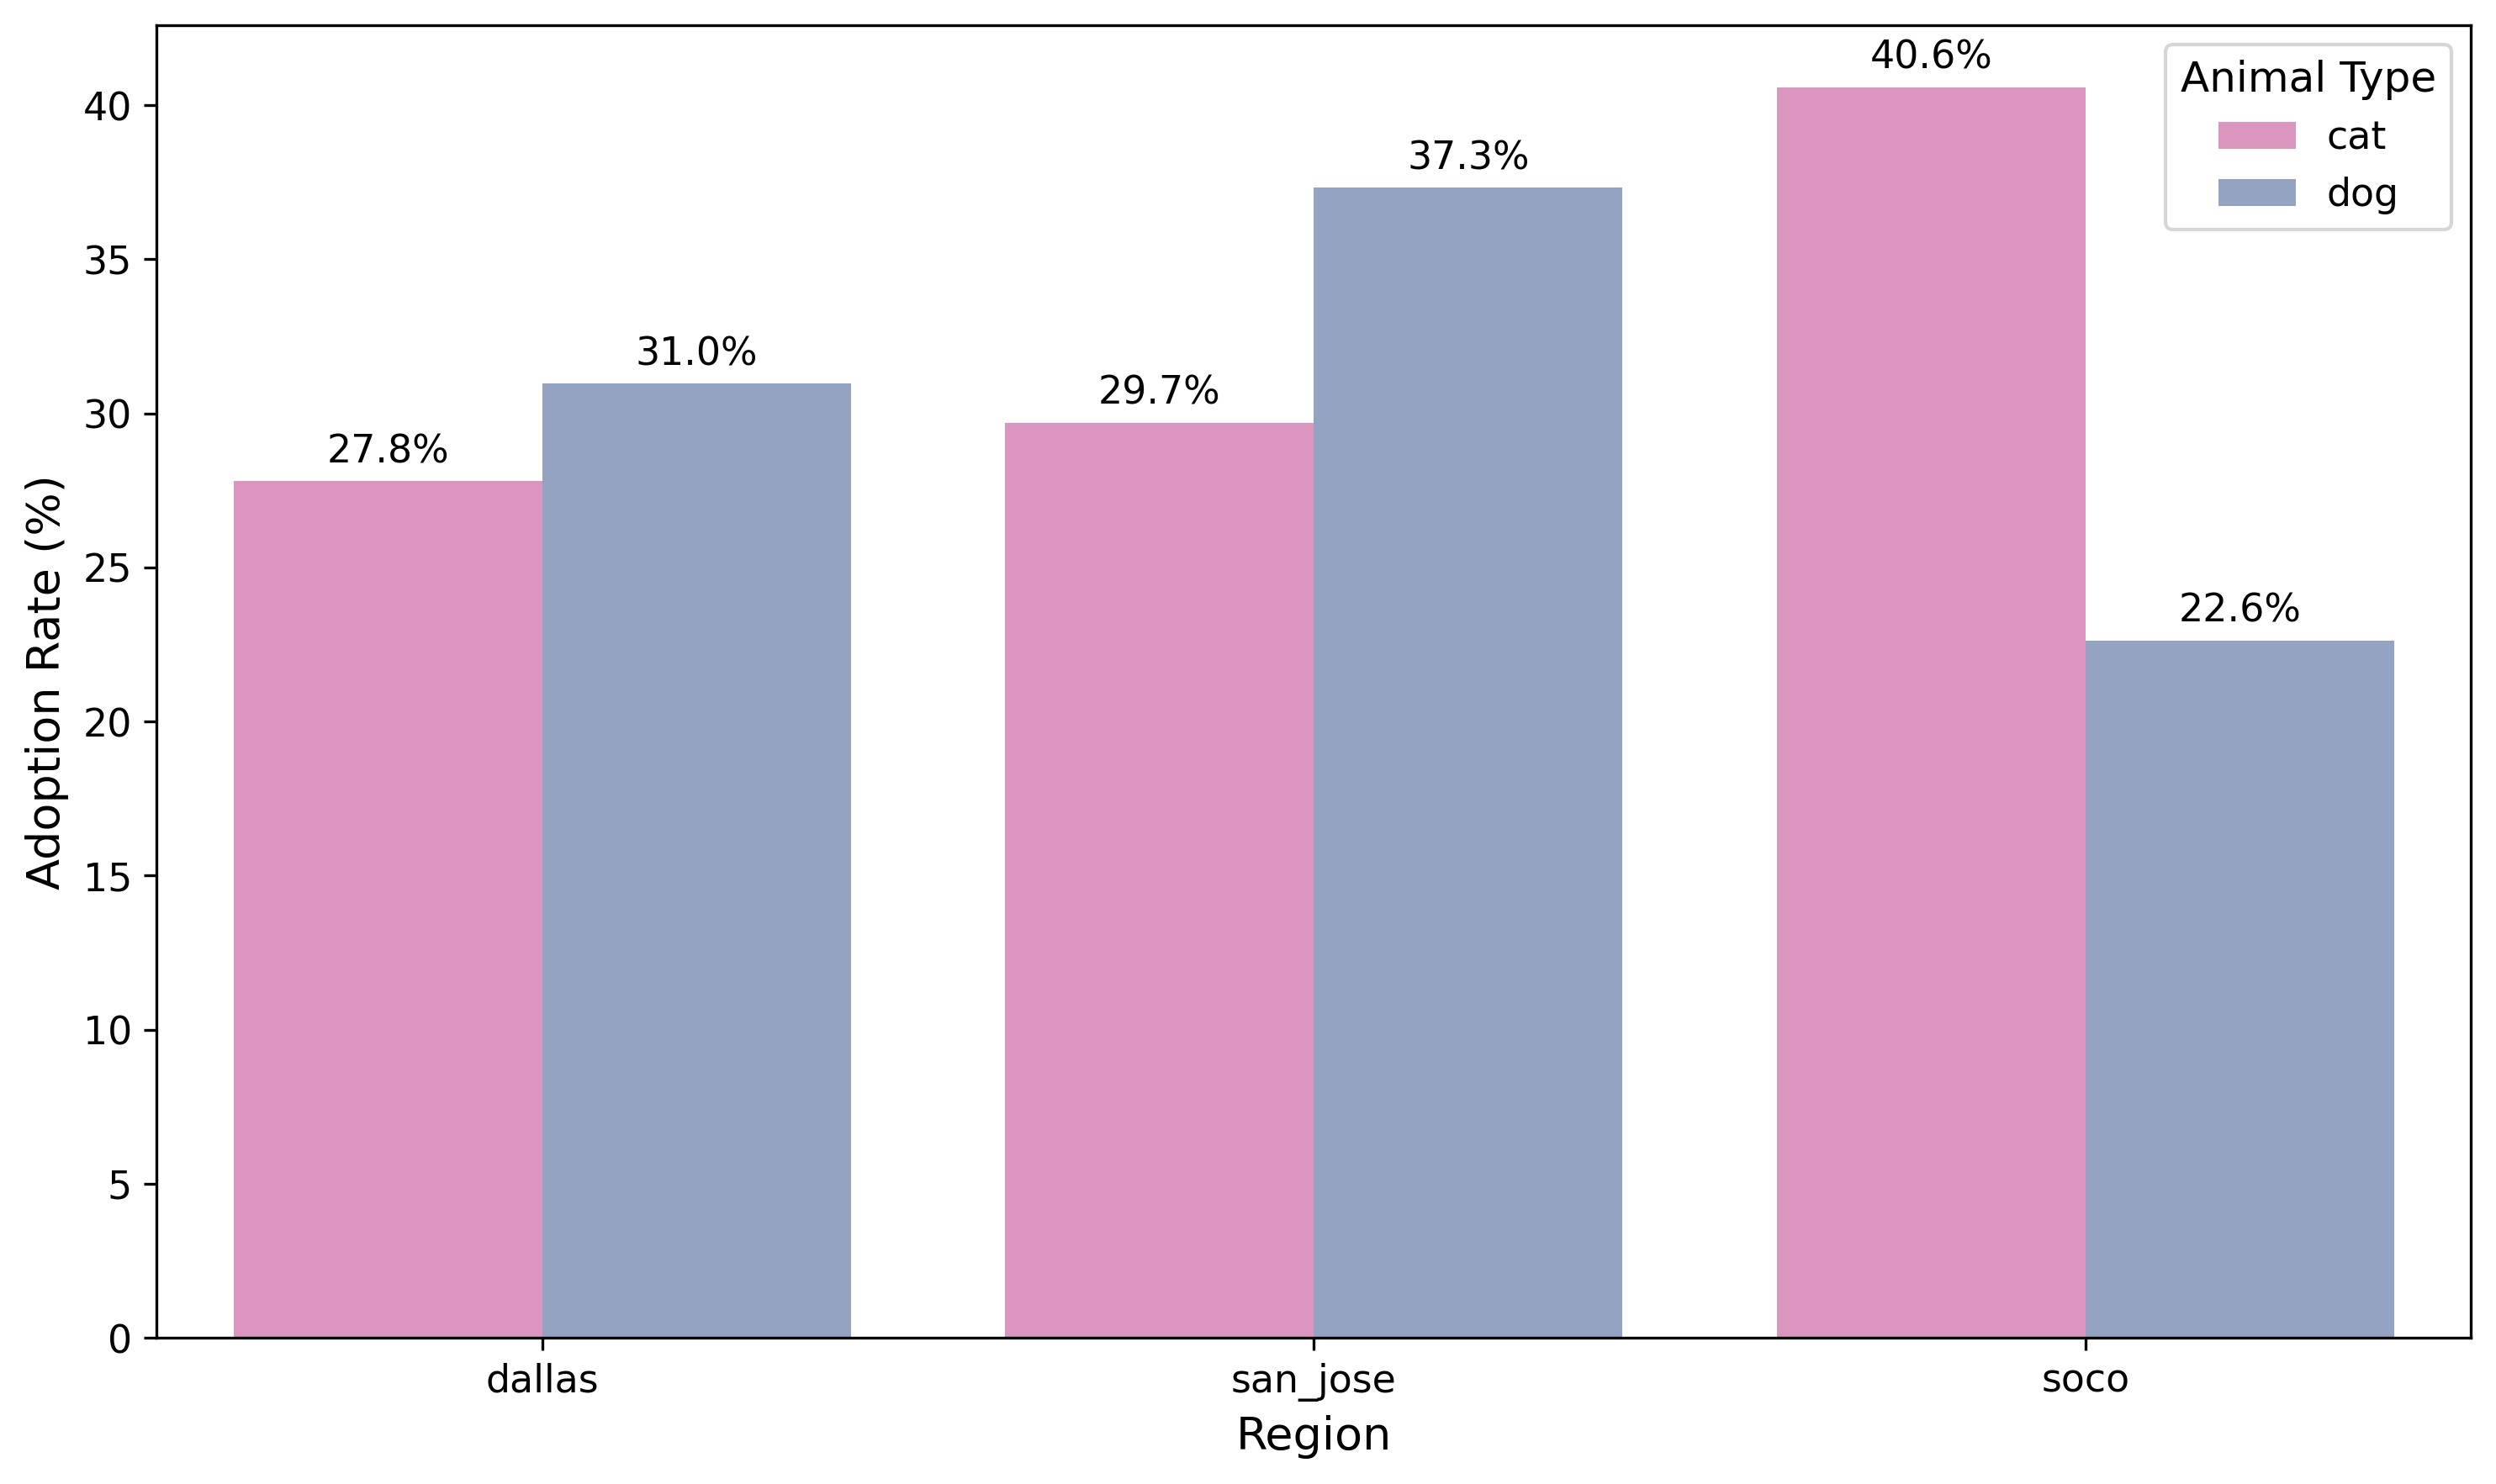 40.6%
Animal Type
cat
dog
37.3%
31.0%
29.7%
27.8%
22.6%
Adoption Rate (%)
40
35
30
25
20
15
10
5
0
dallas san_jose soco
Region